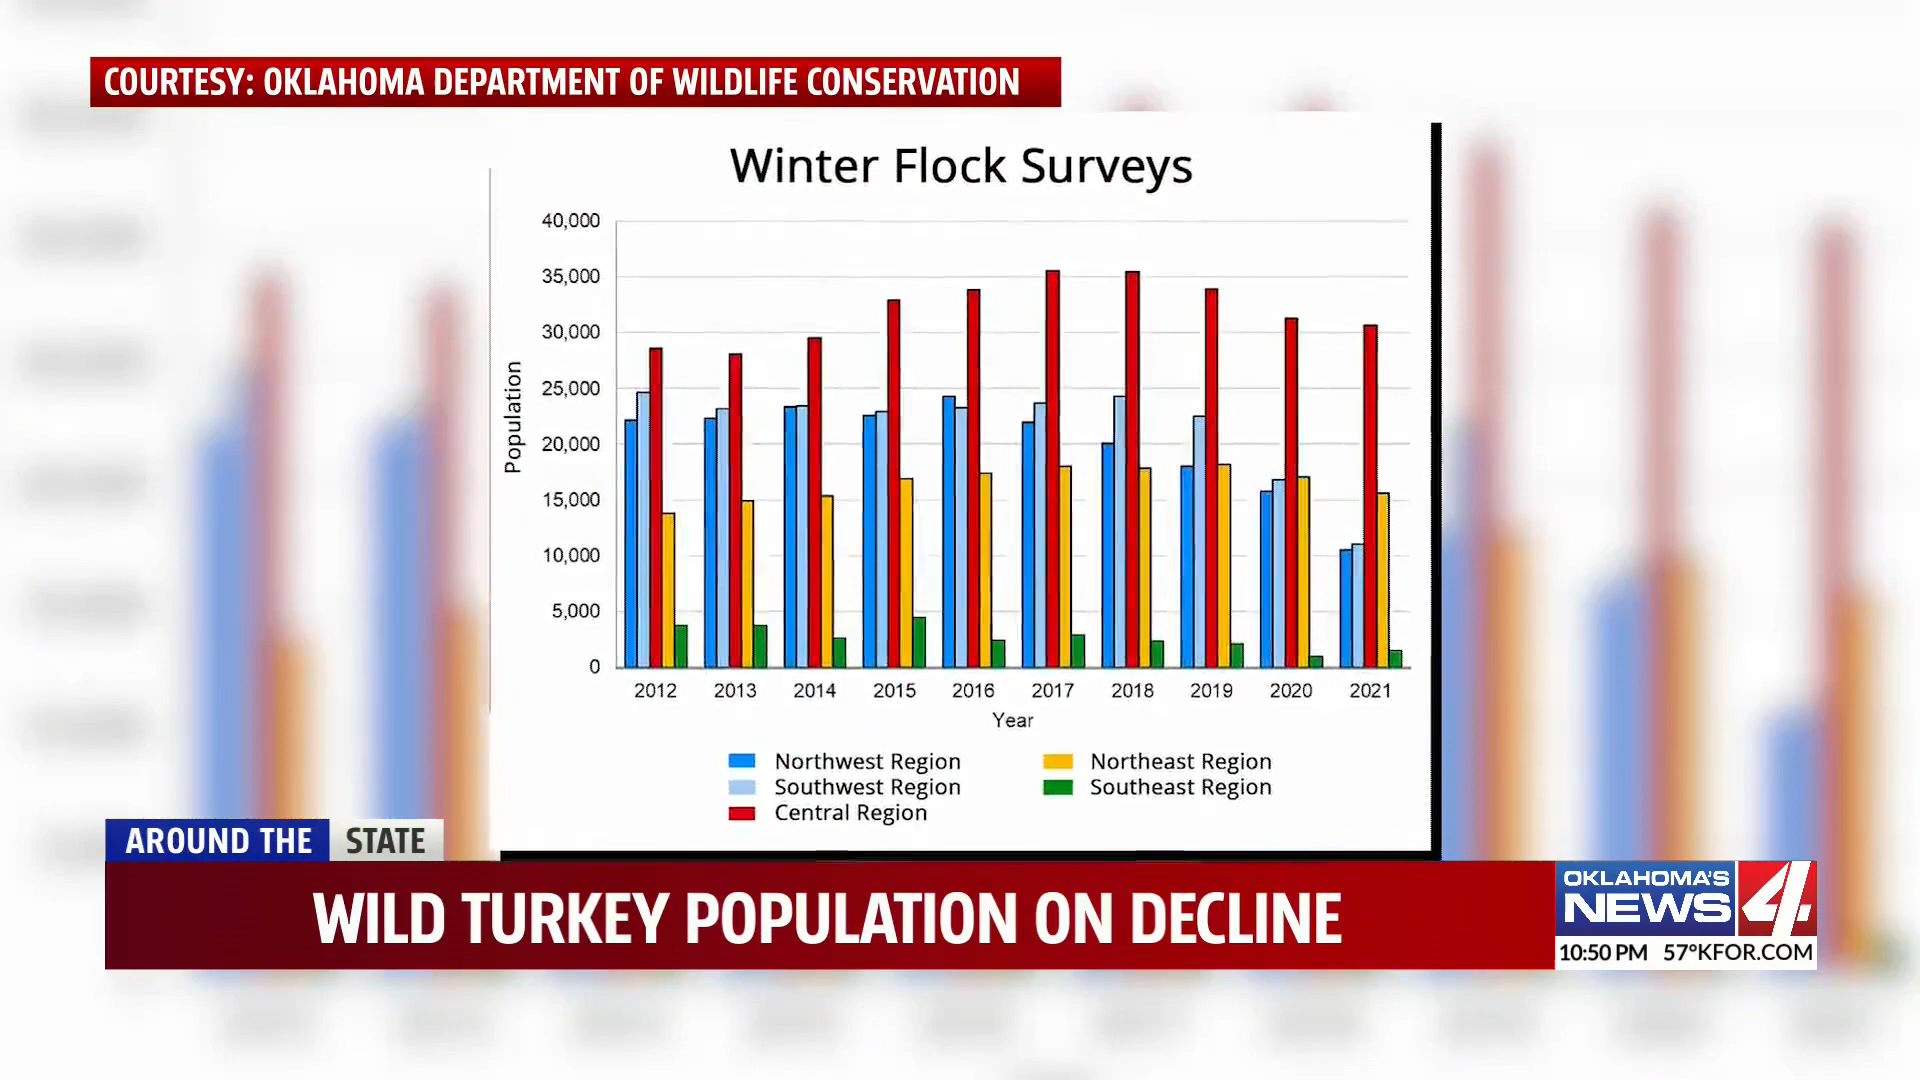 COURTESY: OKLAHOMA DEPARTMENT OF WILDLIFE CONSERVATION
Winter Flock Surveys
40,000
35,000
30,000
25,000
20,000
15,000
10,000
5,000
0
Population
2012 2013 2014 2015 2016 2017 2018 2019 2020 2021
Year
Northwest Region Northeast Region
Southwest Region Southeast Region
Central Region
AROUND THE STATE
WILD TURKEY POPULATION ON DECLINE
OKLAHOMA'S
NEWS 4
10:50 PM 57° KFOR.COM